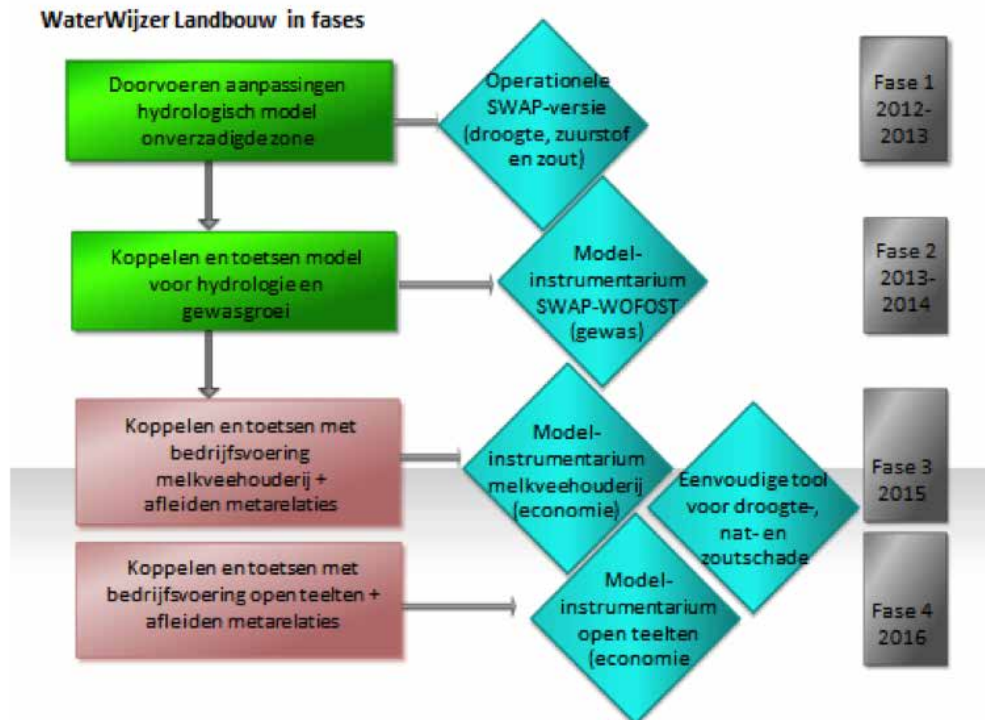 WaterWijzer Landbouw in fases
Doorvoeren aanpassingen
hydrologisch model
onverzadigde zone
Operationele
SWAP-versie
(droogte, zuurstof
en zout)
Fase 1
2012-
2013
Koppelen en toetsen model
voor hydrologie en
gewasgroei
Model-
instrumentarium
SWAP-WOFOST
(gewas)
Fase 2
2013-
2014
Koppelen en toetsen met
bedrijfsvoering
melkveehouderij +
afleiden metarelaties
Model-
instrumentarium
melkveehouderij
(economie)
Eenvoudige tool
voor droogte-,
nat- en
zoutschade
Fase 3
2015
Koppelen en toetsen met
bedrijfsvoering open teelten +
afleiden metarelaties
Model-
instrumentarium
open teelten
(economie
Fase 4
2016